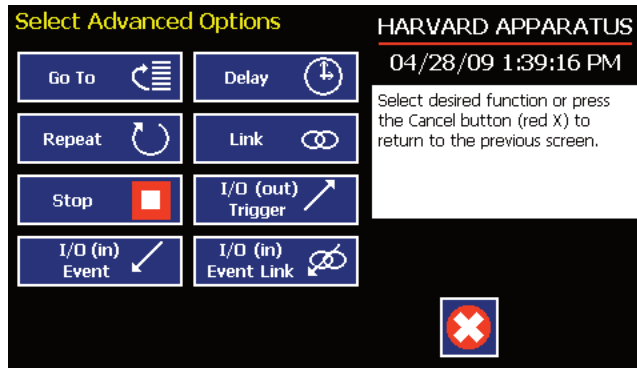 Select Advanced Options
Go To
Delay
Repeat
Link
Stop
I/O (out)
Trigger
I/O (in)
Event
I/O (in)
Event Link
HARVARD APPARATUS
04/28/09 1:39:16 PM
Select desired function or press
the Cancel button (red X) to
return to the previous screen.